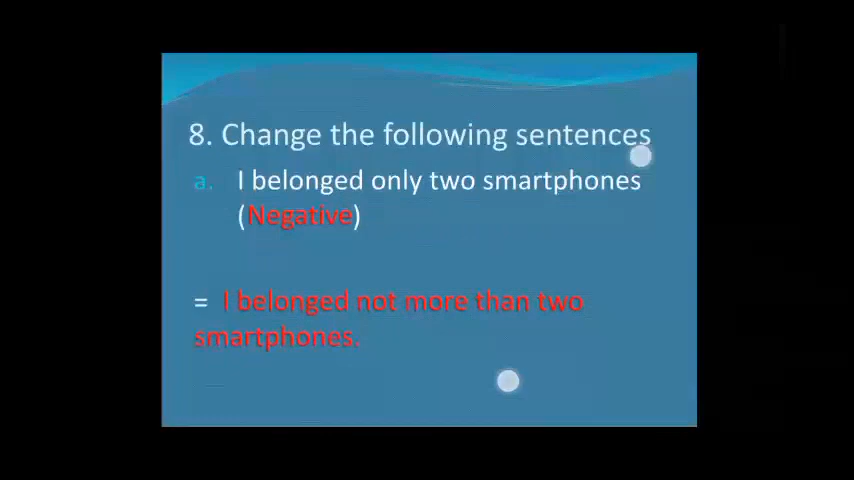 8. Change the following sentences
a. I belonged only two smartphones
(Negative)
= I belonged not more than two
smartphones.